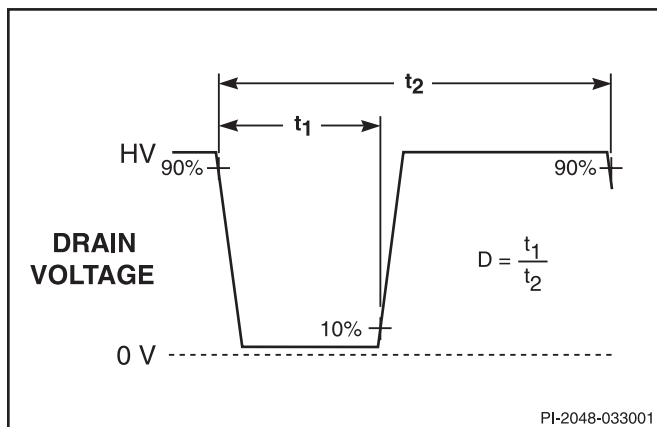 t2
t1
HV
90%
90%
DRAIN
VOLTAGE
D = t1
t2
10%
0 V
PI-2048-033001